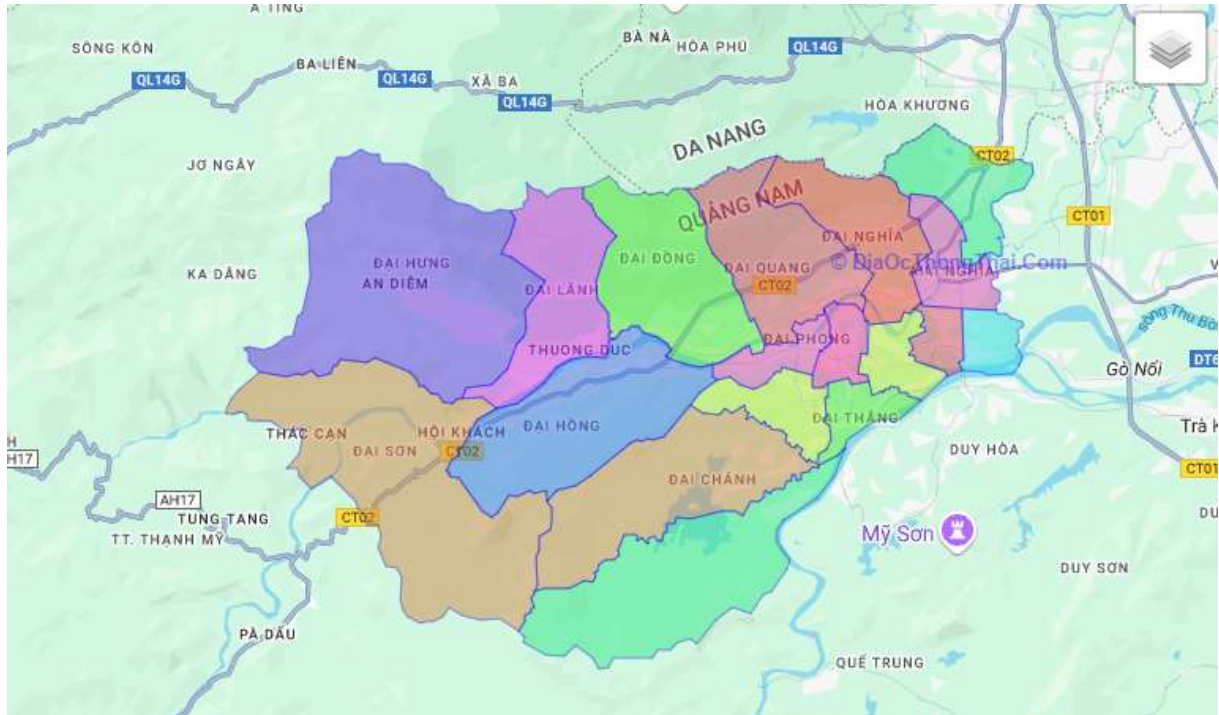 A TING
BÀ NÀ
HÒA PHÚ
QL14G
SÔNG KÔN
BA LIÊN
QL14G
QL14G
XÃ BA
QL14G
HÒA KHƯƠNG
DA NANG
CT02
JƠ NGÂY
QUẢNG NAM
CT01
ĐẠI NGHĨA
ĐẠI HƯNG
ĐẠI ĐỒNG
ĐẠI QUANG
© DiaOcThongThai.Com
KA DĂNG
AN ĐIỀM
ĐẠI LÃNH
CT02
sông Thu Bồn
THUONG DUC
ĐẠI PHONG
DT6
Gò Nổi
ĐẠI THẮNG
THÁC CẠN
HỘI KHÁCH
ĐẠI HỒNG
Trà K
ĐẠI SƠN
CT02
DUY HÒA
H17
CT01
ĐẠI CHÁNH
AH17
TUNG TANG
CT02
DU
TT. THẠNH MỸ
Mỹ Sơn
DUY SƠN
PÀ DẤU
QUẾ TRUNG